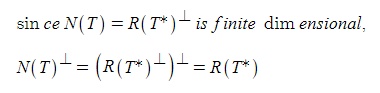 sin ce N(T) = R(T*)⊥ is finite dim ensional,
N(T)⊥ = (R(T*)⊥)⊥ = R(T*)